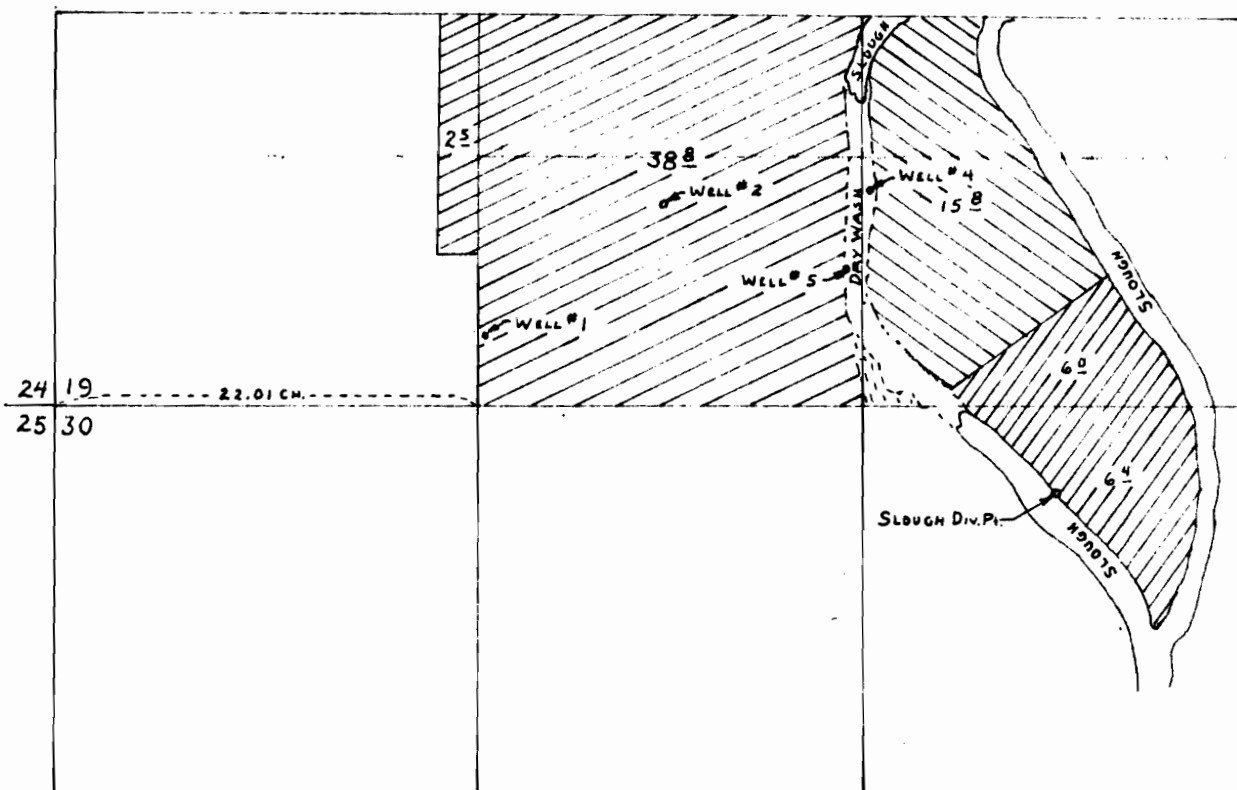 SLOUGH
2 5
38 8
WELL #2
WELL #4
15 8
DRY WASH
WELL #5
SLOUGH
WELL #1
6 0
24 19
22.01 CH.
25 30
6 4
SLOUGH DIV. PT.
SLOUGH